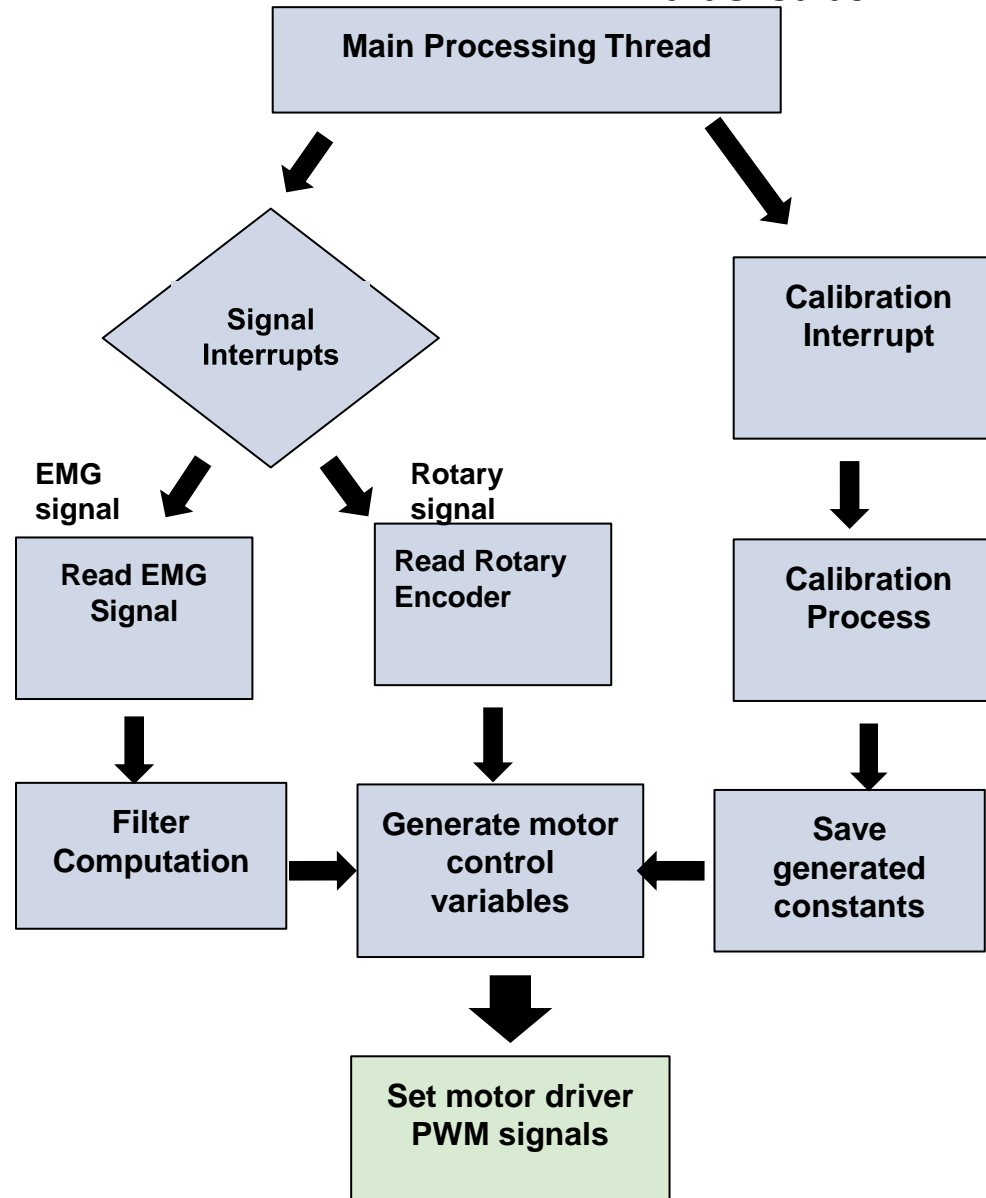 Main Processing Thread
Signal
Interrupts
Calibration
Interrupt
EMG
signal
Rotary
signal
Read EMG
Signal
Read Rotary
Encoder
Calibration
Process
Filter
Computation
Generate motor
control
variables
Save
generated
constants
Set motor driver
PWM signals